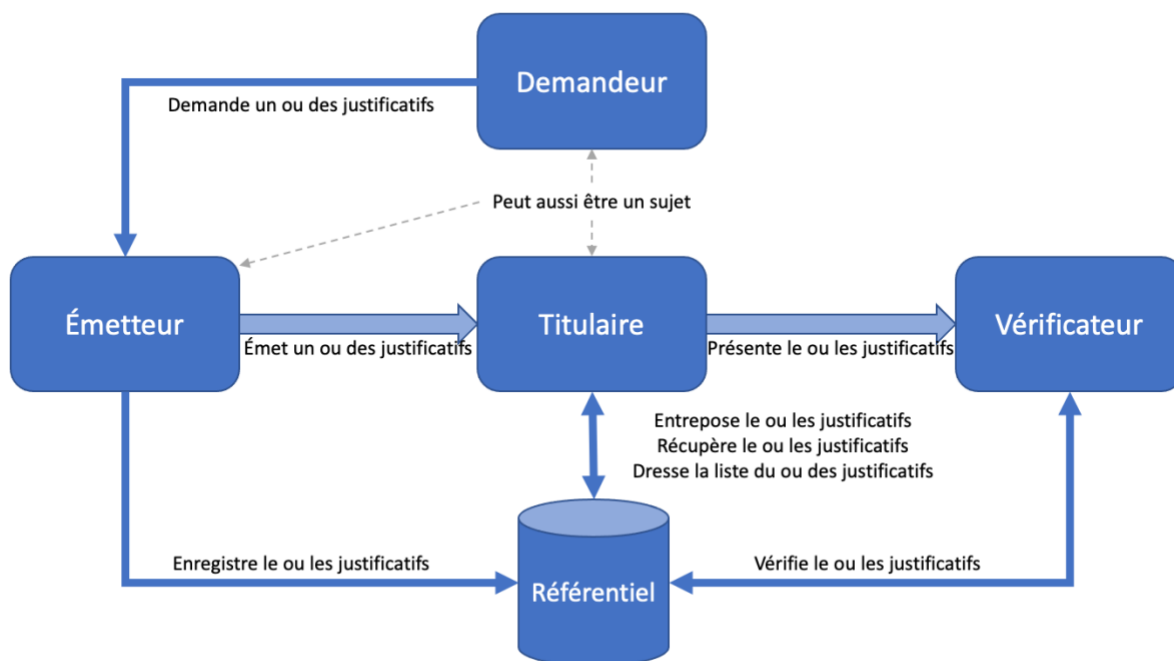 Demandeur
Demande un ou des justificatifs
Peut aussi être un sujet
Émetteur
Émet un ou des justificatifs
Titulaire
Présente le ou les justificatifs
Vérificateur
Entrepose le ou les justificatifs
Récupère le ou les justificatifs
Dresse la liste du ou des justificatifs
Enregistre le ou les justificatifs
Référentiel
Vérifie le ou les justificatifs